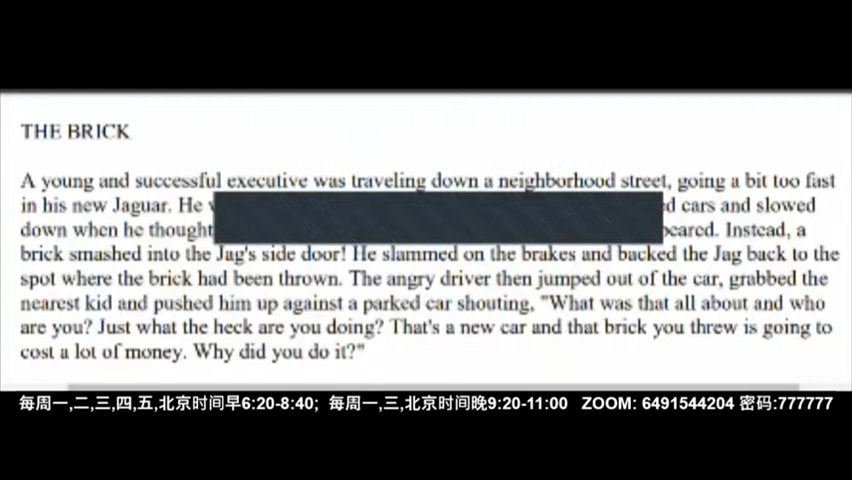 THE BRICK
A young and successful executive was traveling down a neighborhood street, going a bit too fast
in his new Jaguar. He cars and slowed
down when he thought Instead, a
brick smashed into the Jag's side door! He slammed on the brakes and backed the Jag back to the
spot where the brick had been thrown. The angry driver then jumped out of the car, grabbed the
nearest kid and pushed him up against a parked car shouting, "What was that all about and who
are you? Just what the heck are you doing? That's a new car and that brick you threw is going to
cost a lot of money. Why did you do it?"
每周一,二,三,四,五,北京时间早6:20-8:40; 每周一,三,北京时间晚9:20-11:00 ZOOM: 6491544204 密码:777777